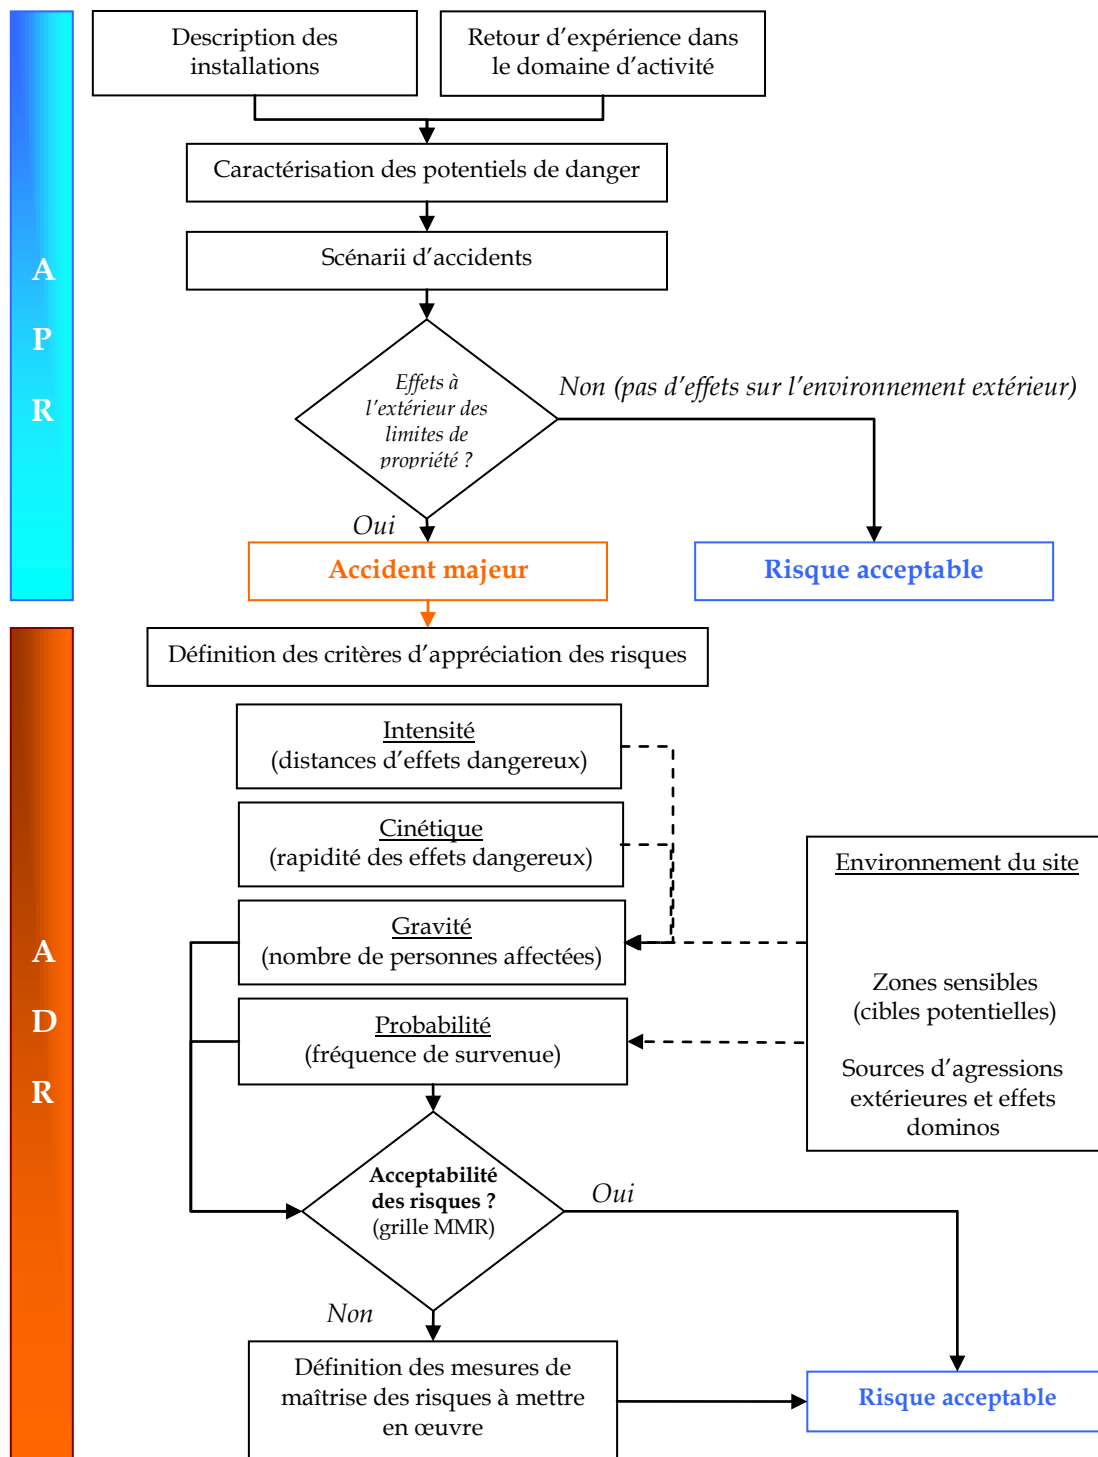 Description des
installations
Retour d’expérience dans
le domaine d’activité
Caractérisation des potentiels de danger
Scénarii d’accidents
A
P
R
Effets à
l’extérieur des
limites de
propriété ?
Non (pas d’effets sur l’environnement extérieur)
Oui
Accident majeur
Risque acceptable
Définition des critères d’appréciation des risques
Intensité
(distances d’effets dangereux)
Cinétique
(rapidité des effets dangereux)
Gravité
(nombre de personnes affectées)
Probabilité
(fréquence de survenue)
Environnement du site
Zones sensibles
(cibles potentielles)
Sources d’agressions
extérieures et effets
dominos
A
D
R
Acceptabilité
des risques ?
(grille MMR)
Oui
Non
Définition des mesures de
maîtrise des risques à mettre
en œuvre
Risque acceptable